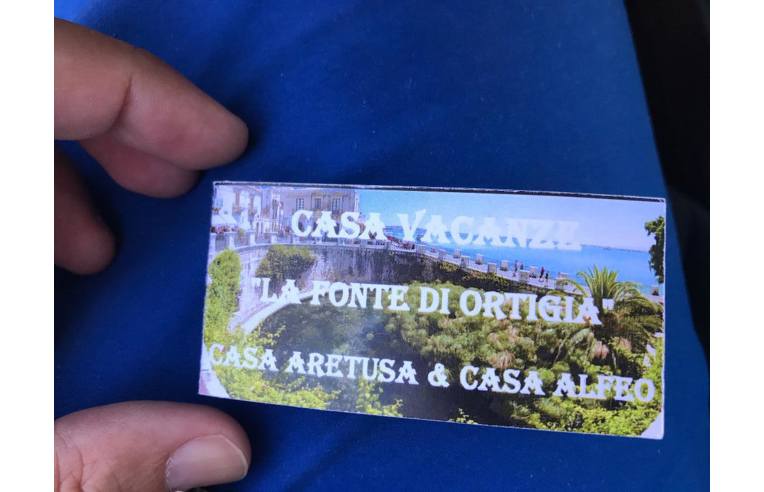 CASA VACANZE
"LA FONTE DI ORTIGIA"
CASA ARETUSA & CASA ALFEO